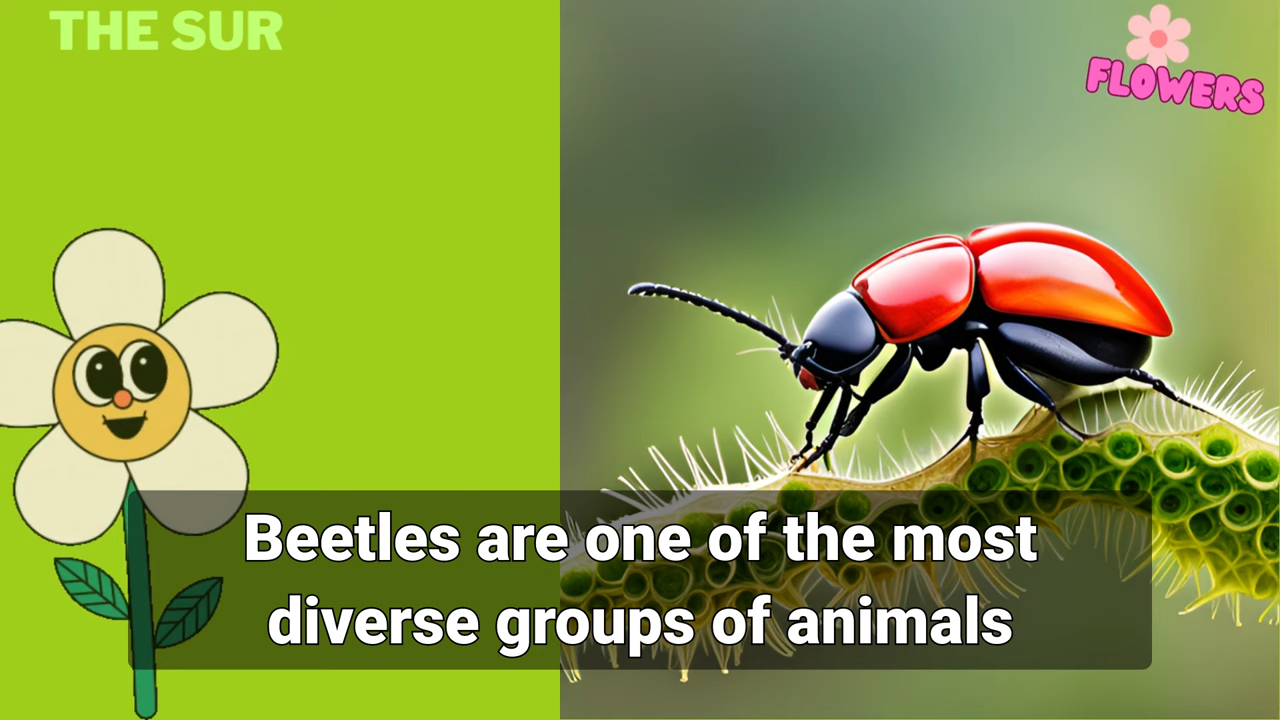 THE SUR
FLOWERS
Beetles are one of the most
diverse groups of animals